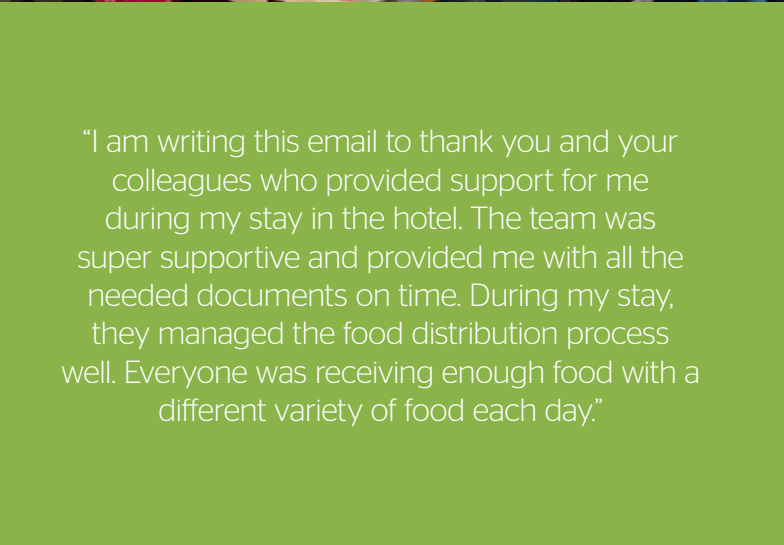 “I am writing this email to thank you and your
colleagues who provided support for me
during my stay in the hotel. The team was
super supportive and provided me with all the
needed documents on time. During my stay,
they managed the food distribution process
well. Everyone was receiving enough food with a
different variety of food each day.”